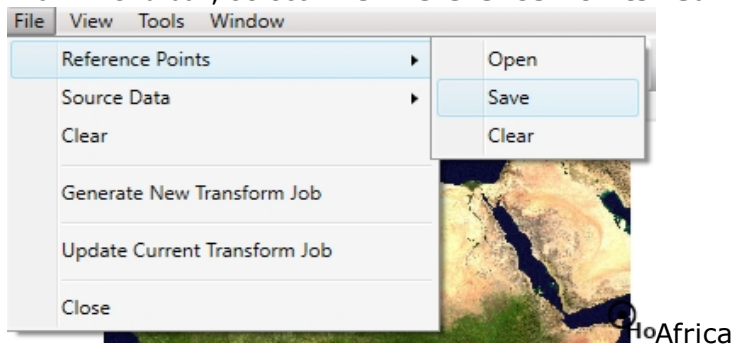 File View Tools Window
Reference Points
Source Data
Clear
Generate New Transform Job
Update Current Transform Job
Close
Open
Save
Clear
HoAfrica